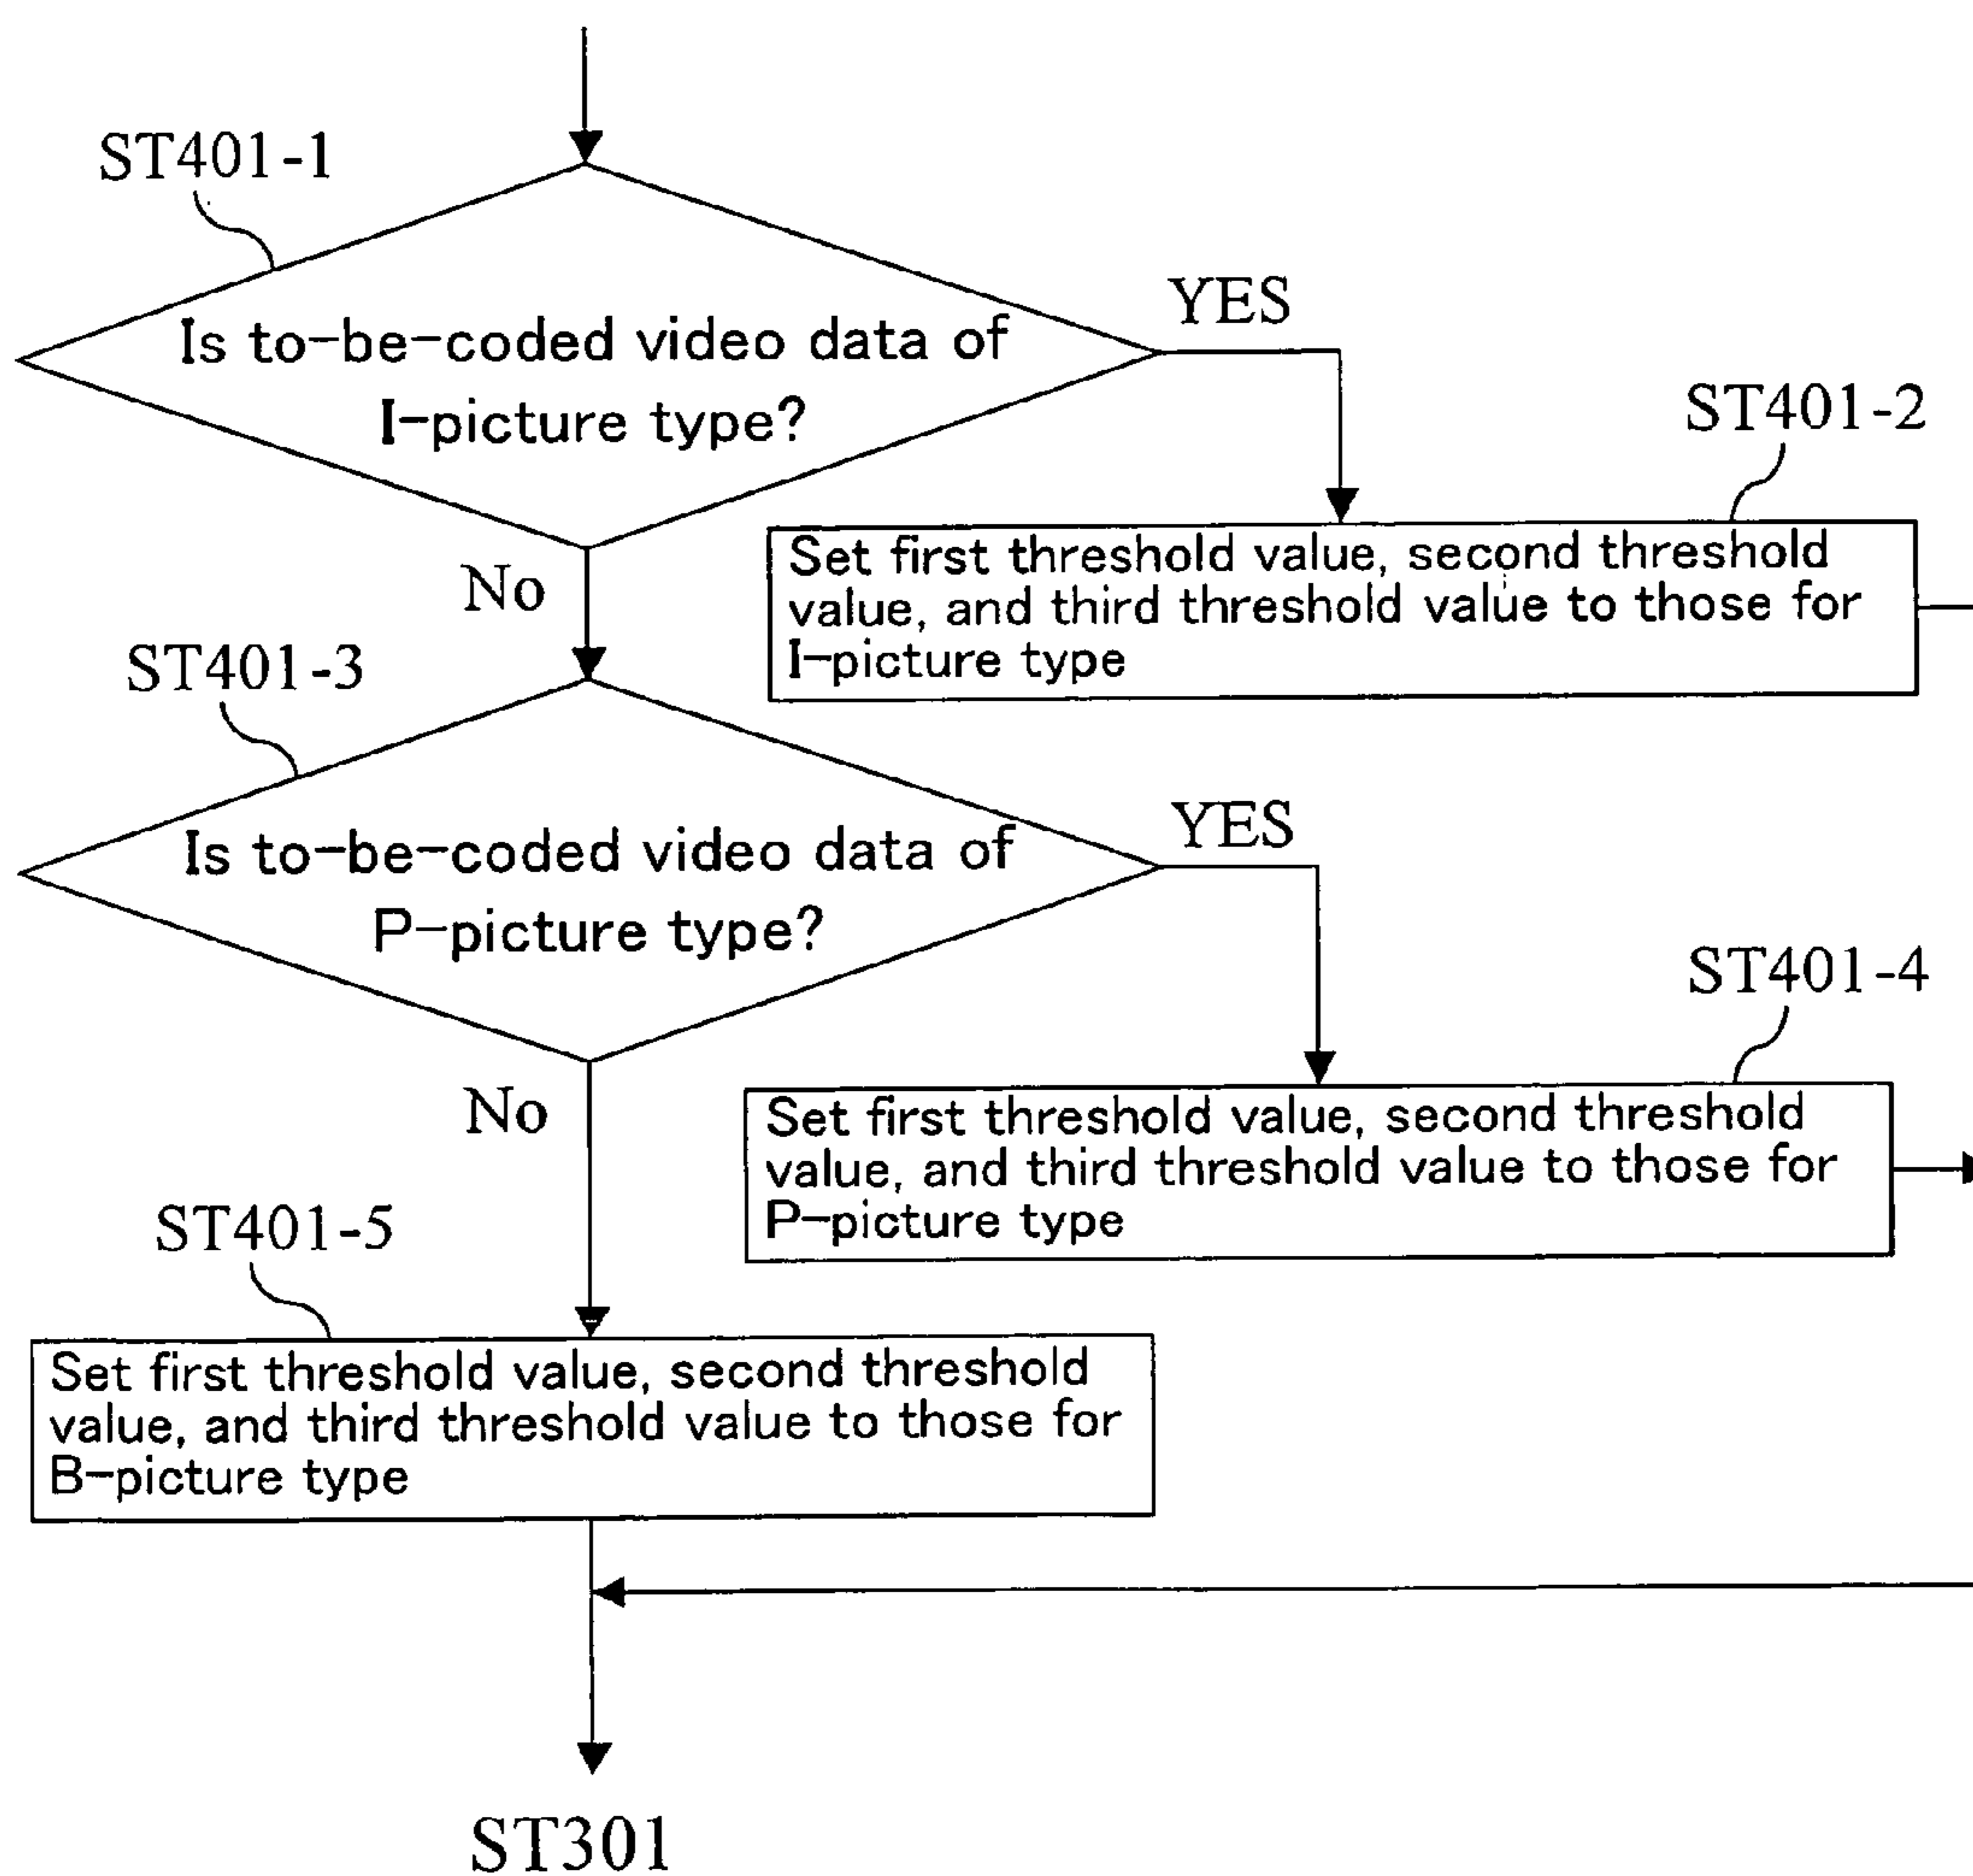 ST401-1
Is to-be-coded video data of
I-picture type?
YES
No
ST401-2
Set first threshold value, second threshold
value, and third threshold value to those for
I-picture type
ST401-3
Is to-be-coded video data of
P-picture type?
YES
No
ST401-4
Set first threshold value, second threshold
value, and third threshold value to those for
P-picture type
ST401-5
Set first threshold value, second threshold
value, and third threshold value to those for
B-picture type
ST301